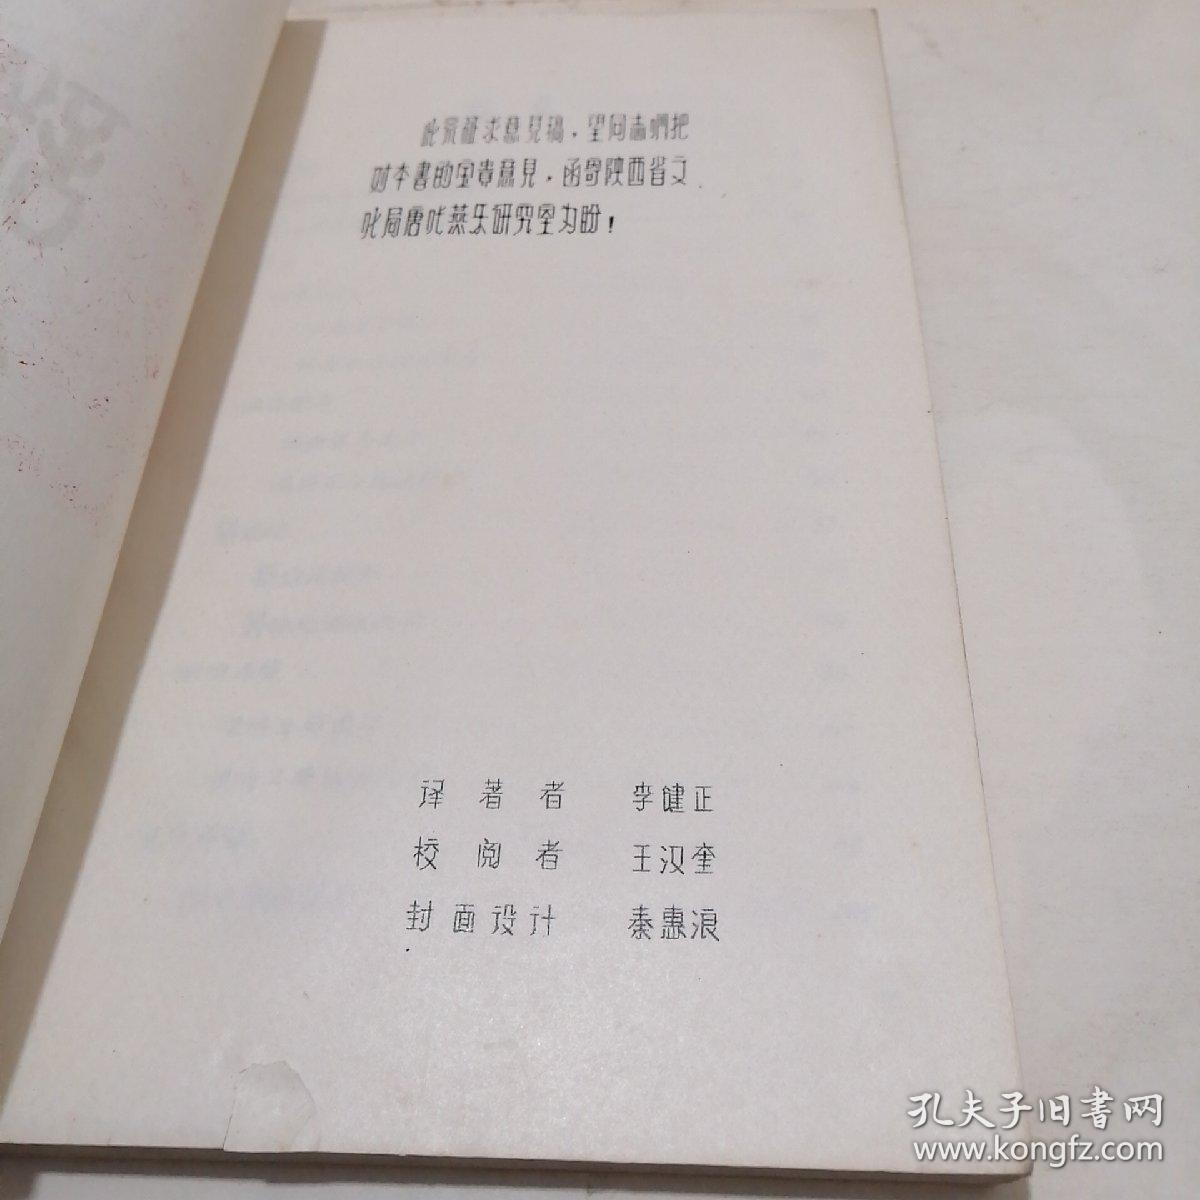 此系征求意見稿，望同志們把
对本書的宝貴意見，函寄陕西省文
化局唐代燕乐研究室为盼！
译著者 李健正
校阅者 王汉奎
封面设计 秦惠浪
孔夫子旧書网
www.kongfz.com